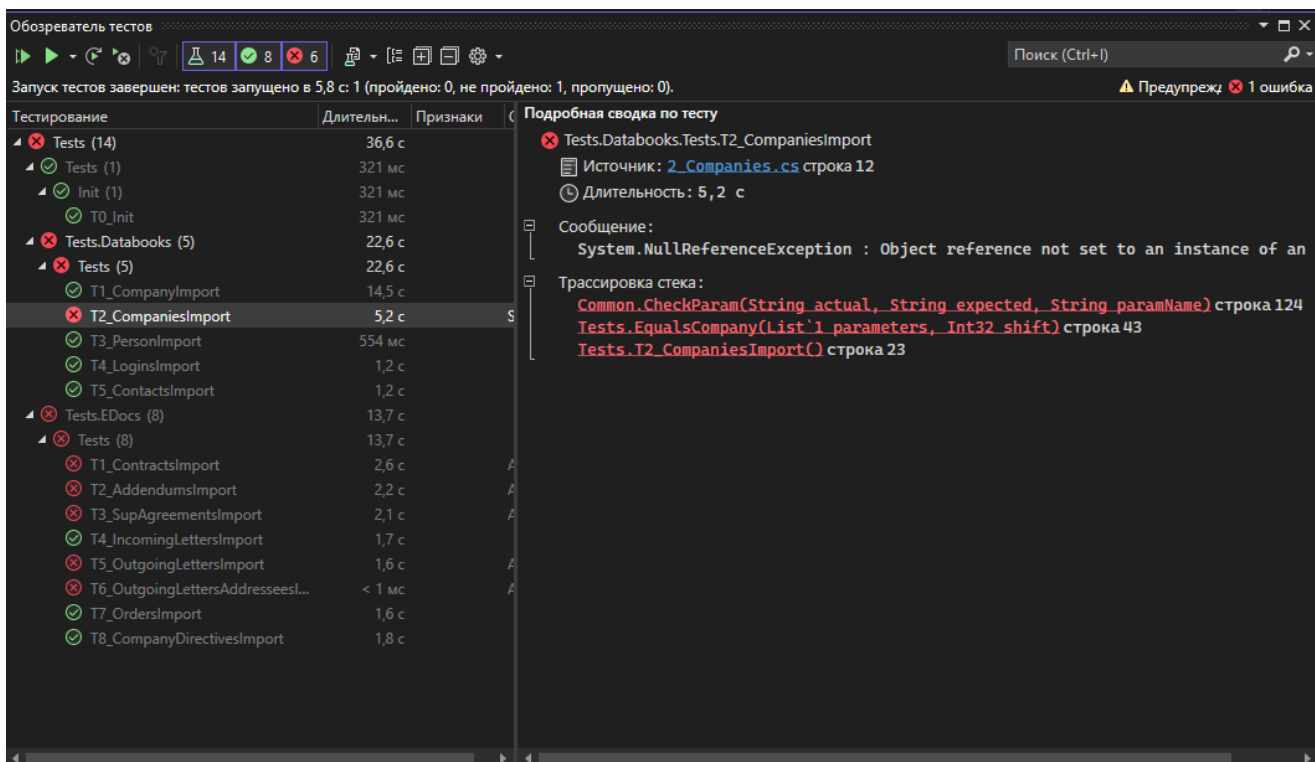 Обозреватель тестов
14 8 6 Поиск (Ctrl+I)
Запуск тестов завершен: тестов запущено в 5,8 с: 1 (пройдено: 0, не пройдено: 1, пропущено: 0). Предупреж 1 ошибка
Тестирование Длительн... Признаки
Tests (14) 36,6 с
Tests (1) 321 мс
Init (1) 321 мс
T0_Init 321 мс
Tests.Databooks (5) 22,6 с
Tests (5) 22,6 с
T1_CompanyImport 14,5 с
T2_CompaniesImport 5,2 с S
T3_PersonImport 554 мс
T4_LoginsImport 1,2 с
T5_ContactsImport 1,2 с
Tests.EDocs (8) 13,7 с
Tests (8) 13,7 с
T1_ContractsImport 2,6 с A
T2_AddendumsImport 2,2 с A
T3_SupAgreementsImport 2,1 с A
T4_IncomingLettersImport 1,7 с
T5_OutgoingLettersImport 1,6 с A
T6_OutgoingLettersAddresseesI... < 1 мс A
T7_OrdersImport 1,6 с
T8_CompanyDirectivesImport 1,8 с
Подробная сводка по тесту
Tests.Databooks.Tests.T2_CompaniesImport
Источник: 2_Companies.cs строка 12
Длительность: 5,2 с
Сообщение:
System.NullReferenceException : Object reference not set to an instance of an
Трассировка стека:
Common.CheckParam(String actual, String expected, String paramName) строка 124
Tests.EqualsCompany(List`1 parameters, Int32 shift) строка 43
Tests.T2_CompaniesImport() строка 23